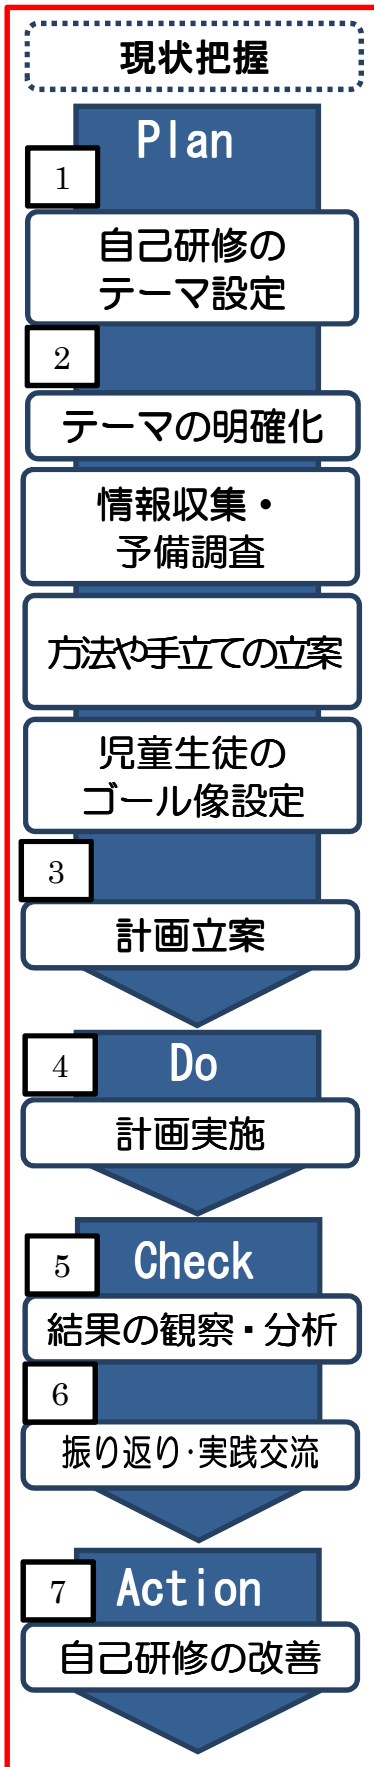 現状把握
Plan
1
自己研修の
テーマ設定
2
テーマの明確化
情報収集・
予備調査
方法や手立ての立案
児童生徒の
ゴール像設定
3
計画立案
4
Do
計画実施
5
Check
結果の観察・分析
6
振り返り・実践交流
7
Action
自己研修の改善